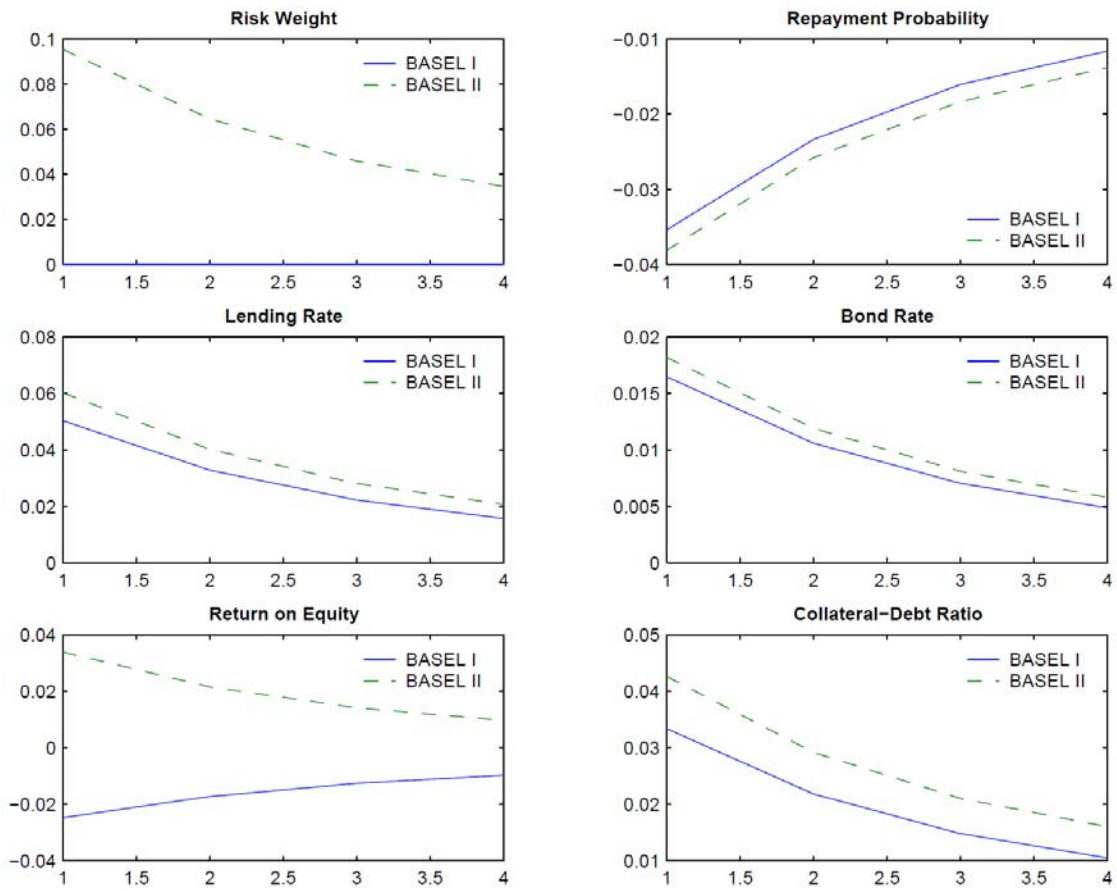 Risk Weight
0.1
0.08
0.06
0.04
0.02
0
1 1.5 2 2.5 3 3.5 4
BASEL I
BASEL II
Repayment Probability
−0.01
−0.02
−0.03
−0.04
1 1.5 2 2.5 3 3.5 4
BASEL I
BASEL II
Lending Rate
0.08
0.06
0.04
0.02
0
1 1.5 2 2.5 3 3.5 4
BASEL I
BASEL II
Bond Rate
0.02
0.015
0.01
0.005
0
1 1.5 2 2.5 3 3.5 4
BASEL I
BASEL II
Return on Equity
0.04
0.02
0
−0.02
−0.04
1 1.5 2 2.5 3 3.5 4
BASEL I
BASEL II
Collateral−Debt Ratio
0.05
0.04
0.03
0.02
0.01
1 1.5 2 2.5 3 3.5 4
BASEL I
BASEL II